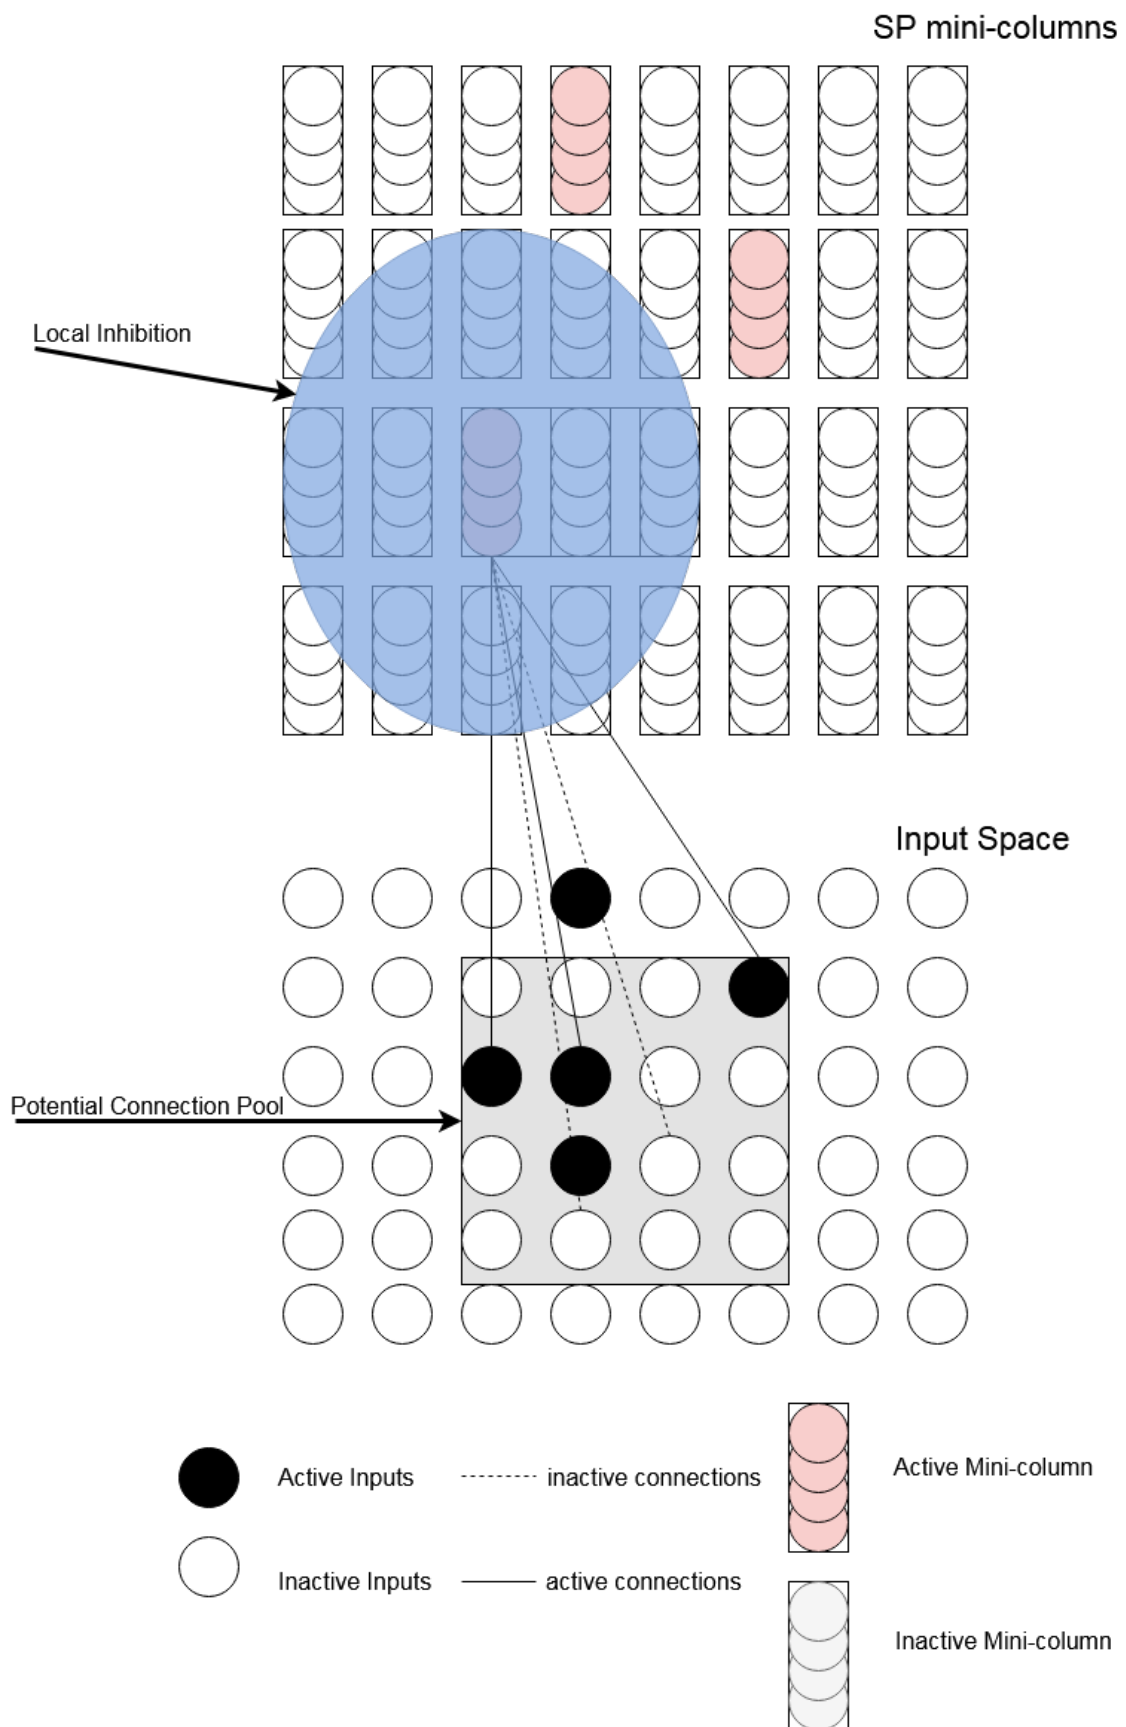 SP mini-columns
Local Inhibition
Input Space
Potential Connection Pool
Active Inputs
inactive connections
Active Mini-column
Inactive Inputs
active connections
Inactive Mini-column